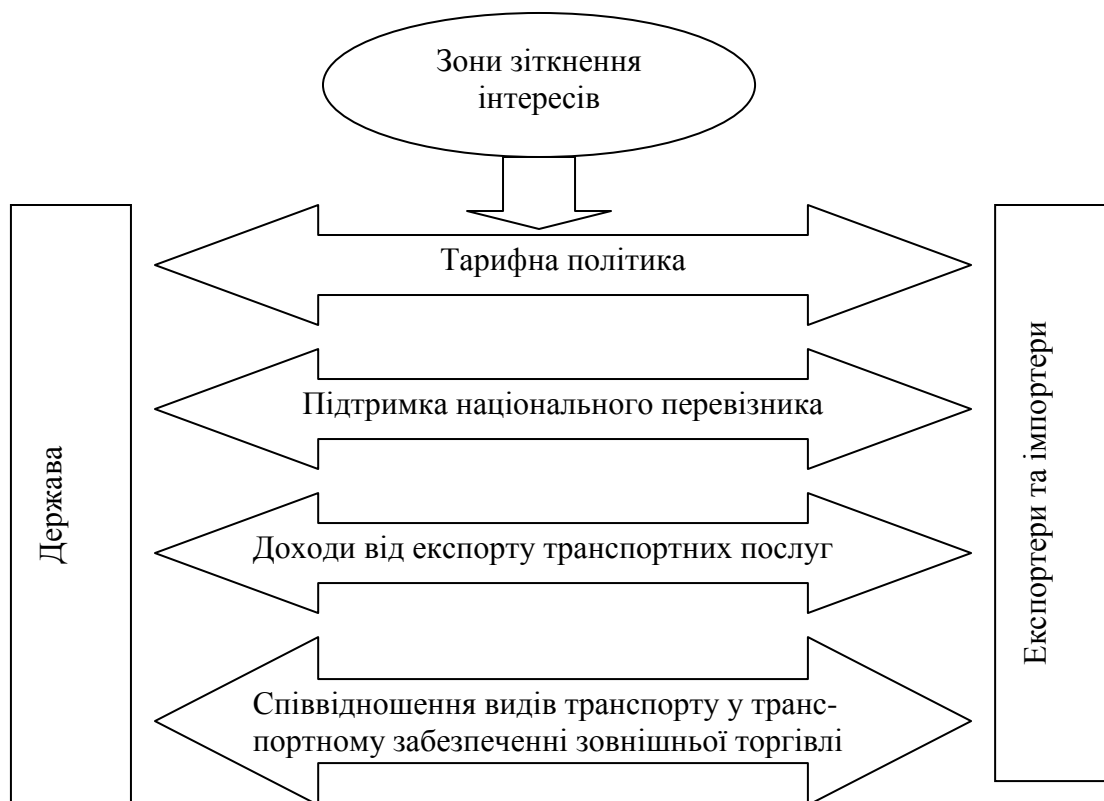 Зони зіткнення
інтересів
Тарифна політика
Підтримка національного перевізника
Доходи від експорту транспортних послуг
Співвідношення видів транспорту у транс-
портному забезпеченні зовнішньої торгівлі
Держава
Експортери та імпортери